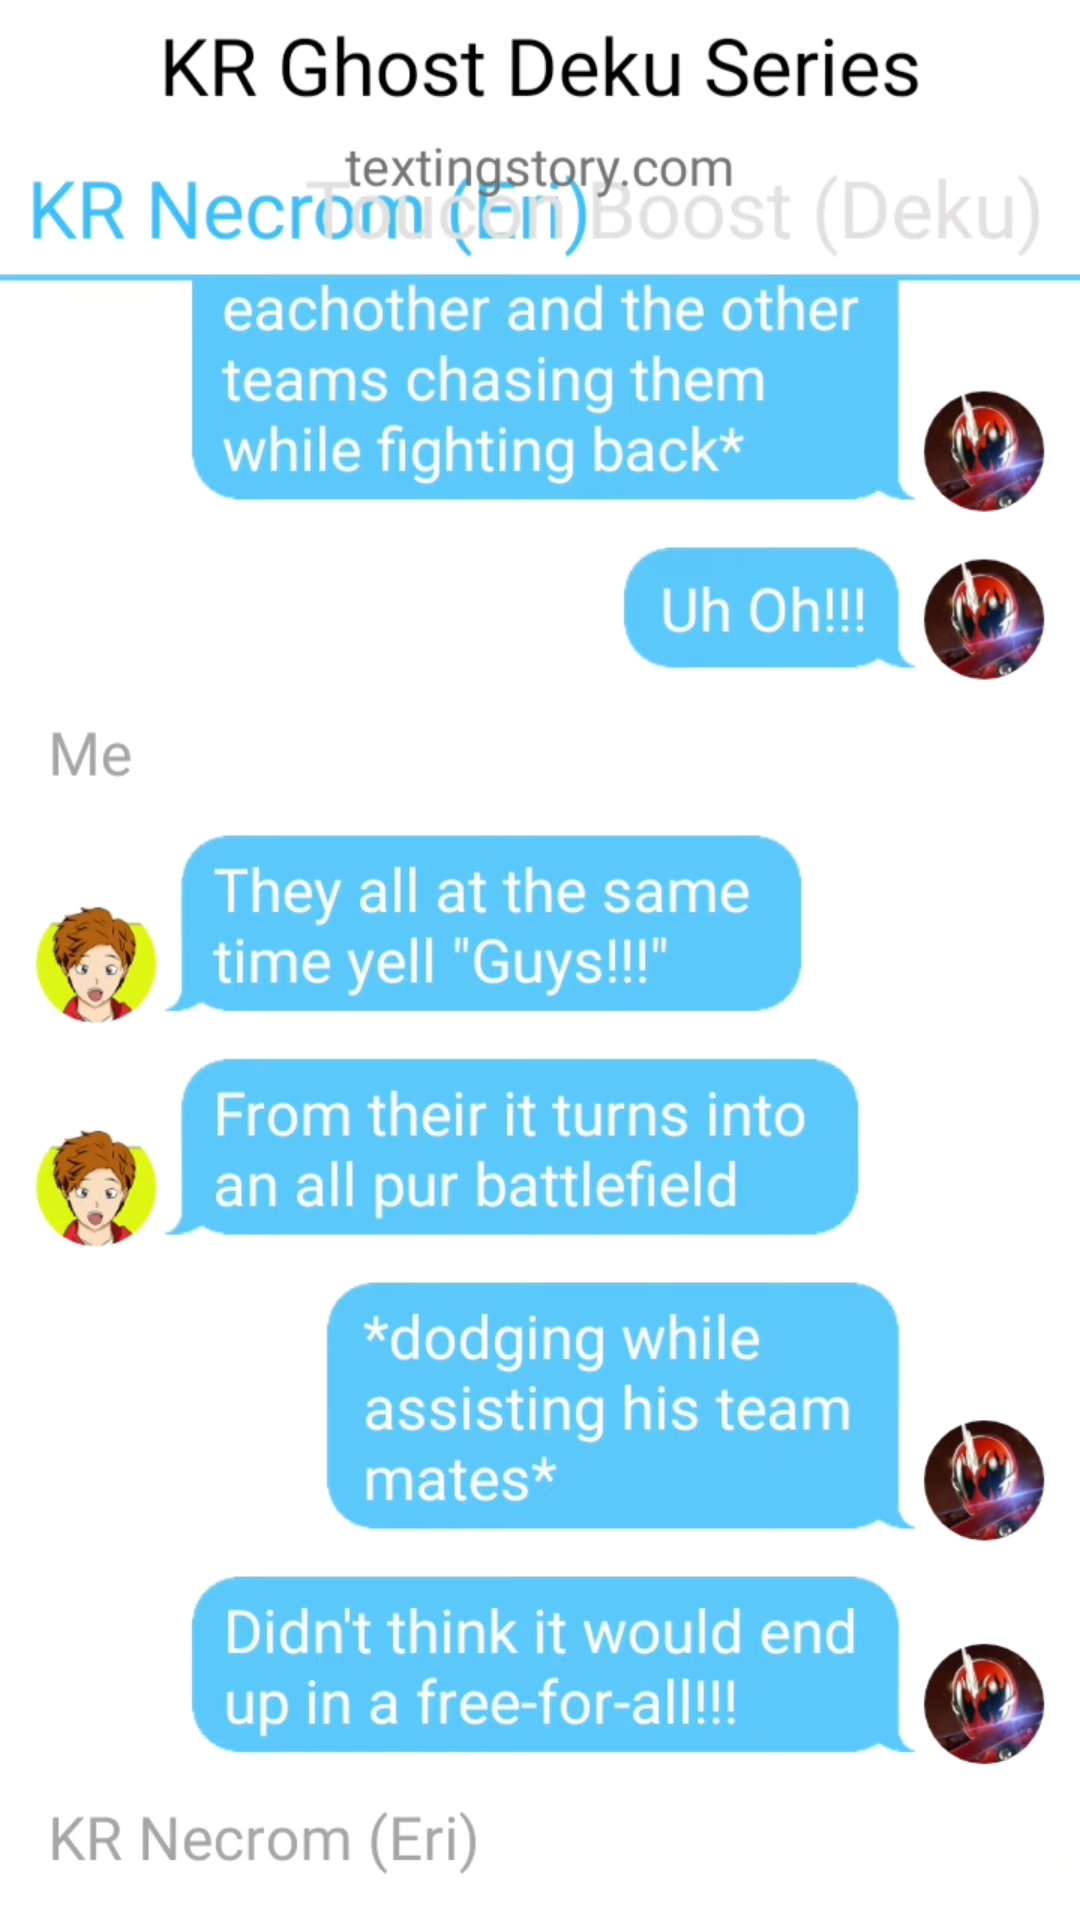 KR Ghost Deku Series
textingstory.com
KR Necrom (Eri) Toucon Boost (Deku)
eachother and the other
teams chasing them
while fighting back*
Uh Oh!!!
Me
They all at the same
time yell "Guys!!!"
From their it turns into
an all pur battlefield
*dodging while
assisting his team
mates*
Didn't think it would end
up in a free-for-all!!!
KR Necrom (Eri)